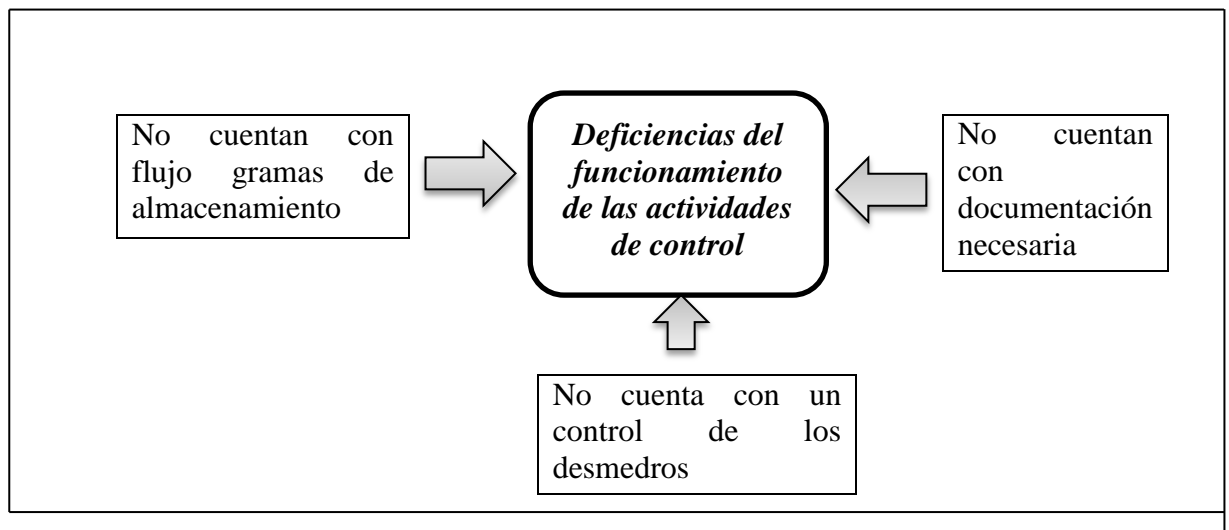 No cuentan con
flujo gramas de
almacenamiento
Deficiencias del
funcionamiento
de las actividades
de control
No cuentan
con
documentación
necesaria
No cuenta con un
control de los
desmedros